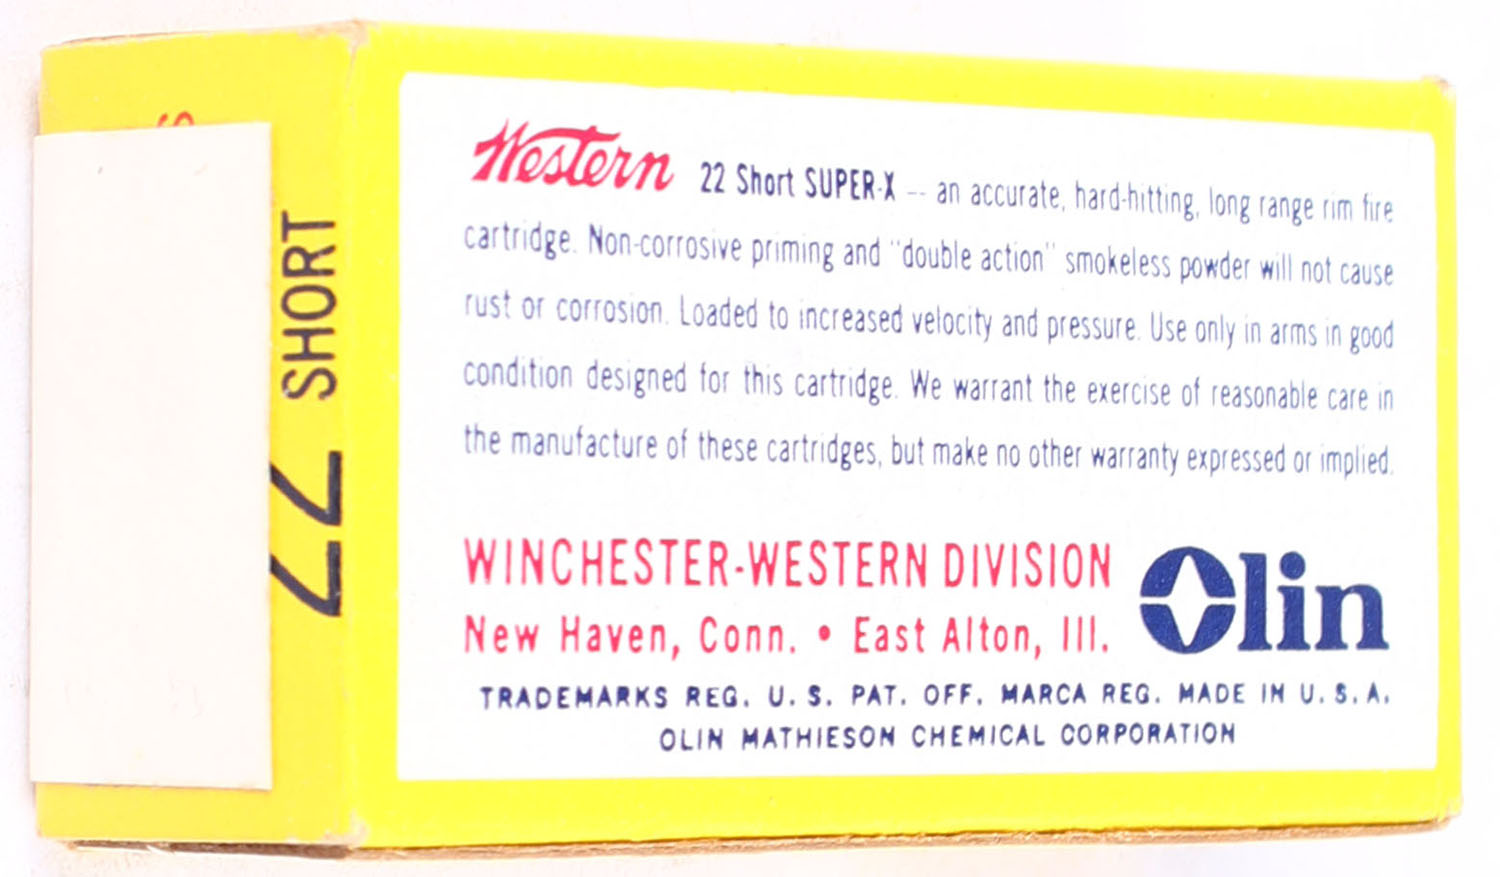 S
22 SHORT
Western 22 Short SUPER-X -- an accurate, hard-hitting, long range rim fire
cartridge. Non-corrosive priming and "double action" smokeless powder will not cause
rust or corrosion. Loaded to increased velocity and pressure. Use only in arms in good
condition designed for this cartridge. We warrant the exercise of reasonable care in
the manufacture of these cartridges, but make no other warranty expressed or implied.
WINCHESTER-WESTERN DIVISION
New Haven, Conn. • East Alton, Ill.
Olin
TRADEMARKS REG. U. S. PAT. OFF. MARCA REG. MADE IN U. S. A.
OLIN MATHIESON CHEMICAL CORPORATION